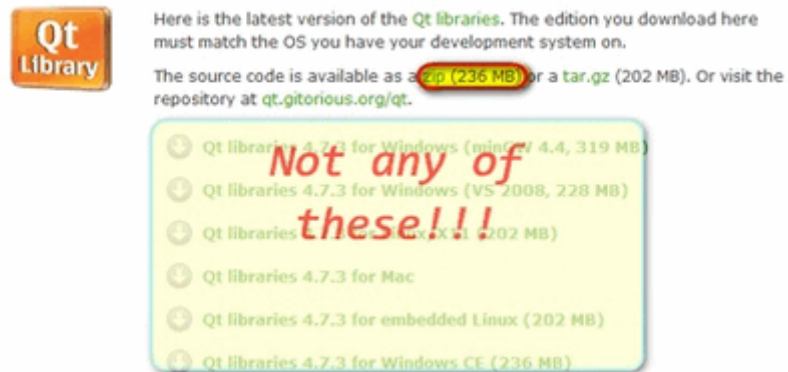 Qt
Library
Here is the latest version of the Qt libraries. The edition you download here
must match the OS you have your development system on.
The source code is available as a zip (236 MB) or a tar.gz (202 MB). Or visit the
repository at qt.gitorious.org/qt.
Qt libraries 4.7.3 for Windows (minGW 4.4, 319 MB)
Not any of
Qt libraries 4.7.3 for Windows (VS 2008, 228 MB)
these!!!
Qt libraries 4.7.3 for Linux/X11 (202 MB)
Qt libraries 4.7.3 for Mac
Qt libraries 4.7.3 for embedded Linux (202 MB)
Qt libraries 4.7.3 for Windows CE (236 MB)